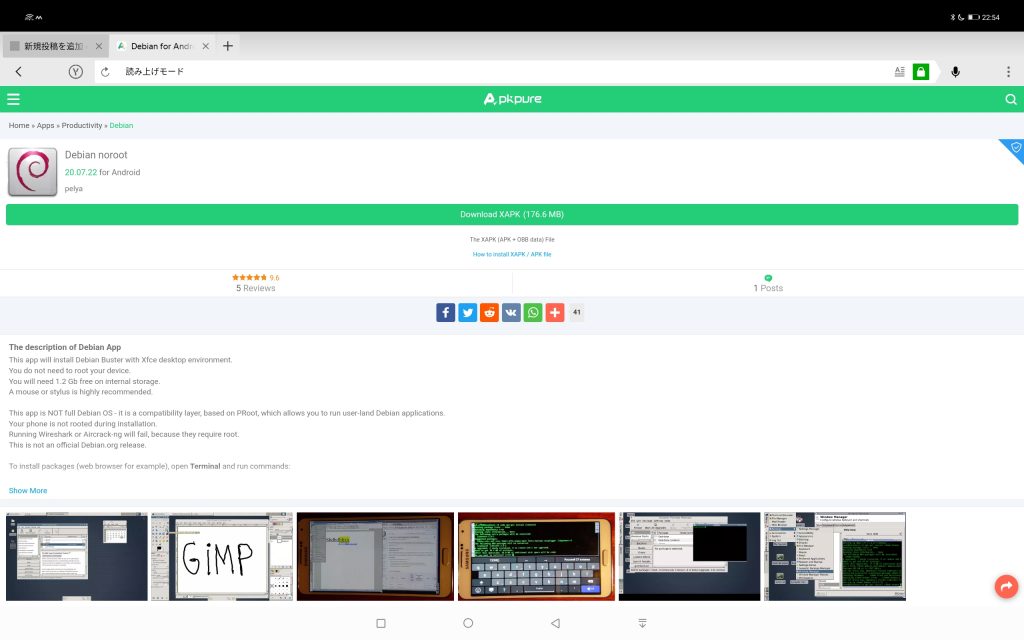 22:54
新規投稿を追加
Debian for Andr
読み上げモード
Apkpure
Home » Apps » Productivity » Debian
Debian noroot
20.07.22 for Android
pelya
Download XAPK (176.6 MB)
The XAPK (APK + OBB data) File
How to install XAPK / APK file
9.6
5 Reviews
1 Posts
41
The description of Debian App
This app will install Debian Buster with Xfce desktop environment.
You do not need to root your device.
You will need 1.2 Gb free on internal storage.
A mouse or stylus is highly recommended.
This app is NOT full Debian OS - it is a compatibility layer, based on PRoot, which allows you to run user-land Debian applications.
Your phone is not rooted during installation.
Running Wireshark or Aircrack-ng will fail, because they require root.
This is not an official Debian.org release.
To install packages (web browser for example), open Terminal and run commands:
Show More
GiMP